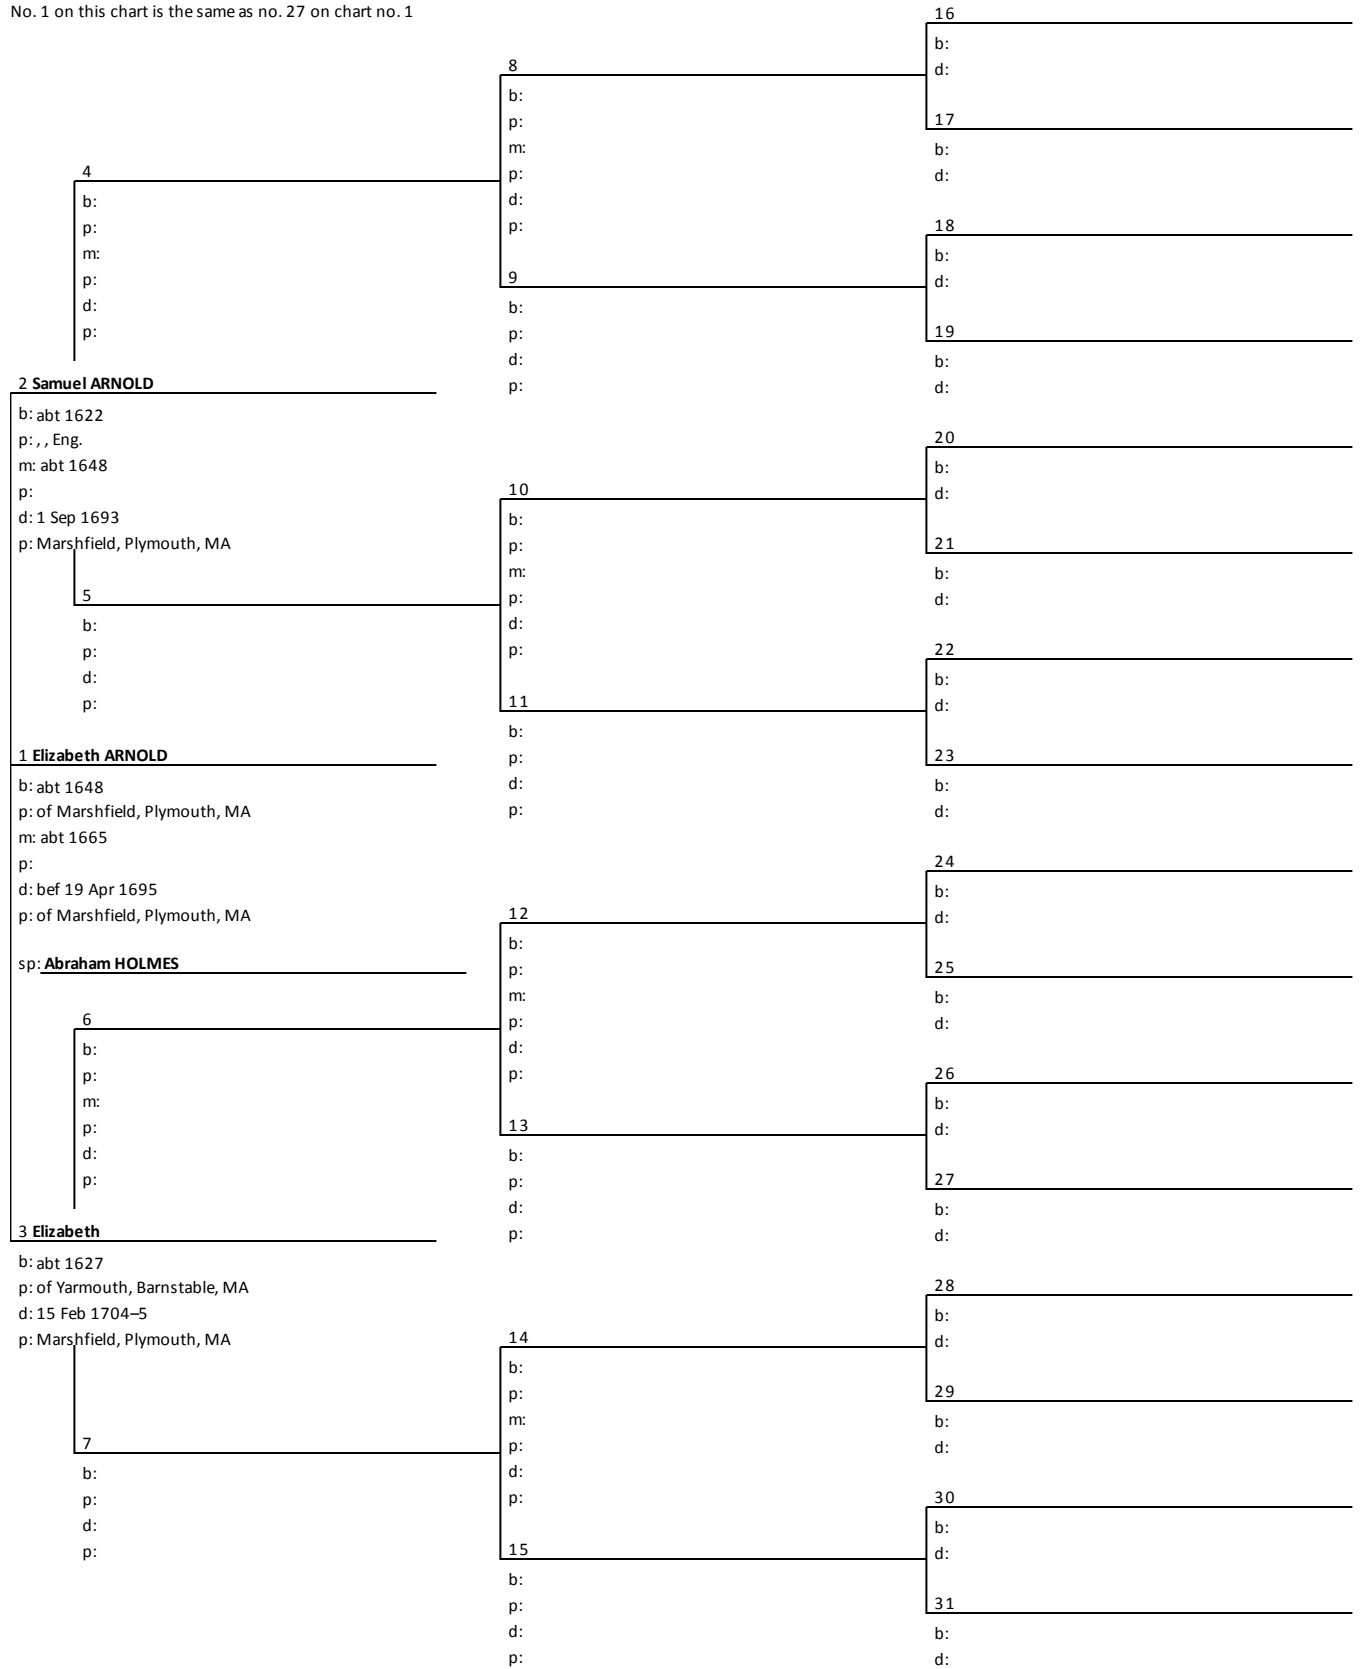 No. 1 on this chart is the same as no. 27 on chart no. 1
16
b:
d:
8
b:
p:
m:
p:
d:
p:
17
b:
d:
4
b:
p:
m:
p:
d:
p:
18
b:
d:
9
b:
p:
d:
p:
19
b:
d:
2 Samuel ARNOLD
b: abt 1622
p: , , Eng.
m: abt 1648
p:
d: 1 Sep 1693
p: Marshfield, Plymouth, MA
20
b:
d:
10
b:
p:
m:
p:
d:
p:
21
b:
d:
5
b:
p:
d:
p:
22
b:
d:
11
b:
p:
d:
p:
23
b:
d:
1 Elizabeth ARNOLD
b: abt 1648
p: of Marshfield, Plymouth, MA
m: abt 1665
p:
d: bef 19 Apr 1695
p: of Marshfield, Plymouth, MA
sp: Abraham HOLMES
24
b:
d:
12
b:
p:
m:
p:
d:
p:
25
b:
d:
6
b:
p:
m:
p:
d:
p:
26
b:
d:
13
b:
p:
d:
p:
27
b:
d:
3 Elizabeth
b: abt 1627
p: of Yarmouth, Barnstable, MA
d: 15 Feb 1704–5
p: Marshfield, Plymouth, MA
28
b:
d:
14
b:
p:
m:
p:
d:
p:
29
b:
d:
7
b:
p:
d:
p:
30
b:
d:
15
b:
p:
d:
p:
31
b:
d: